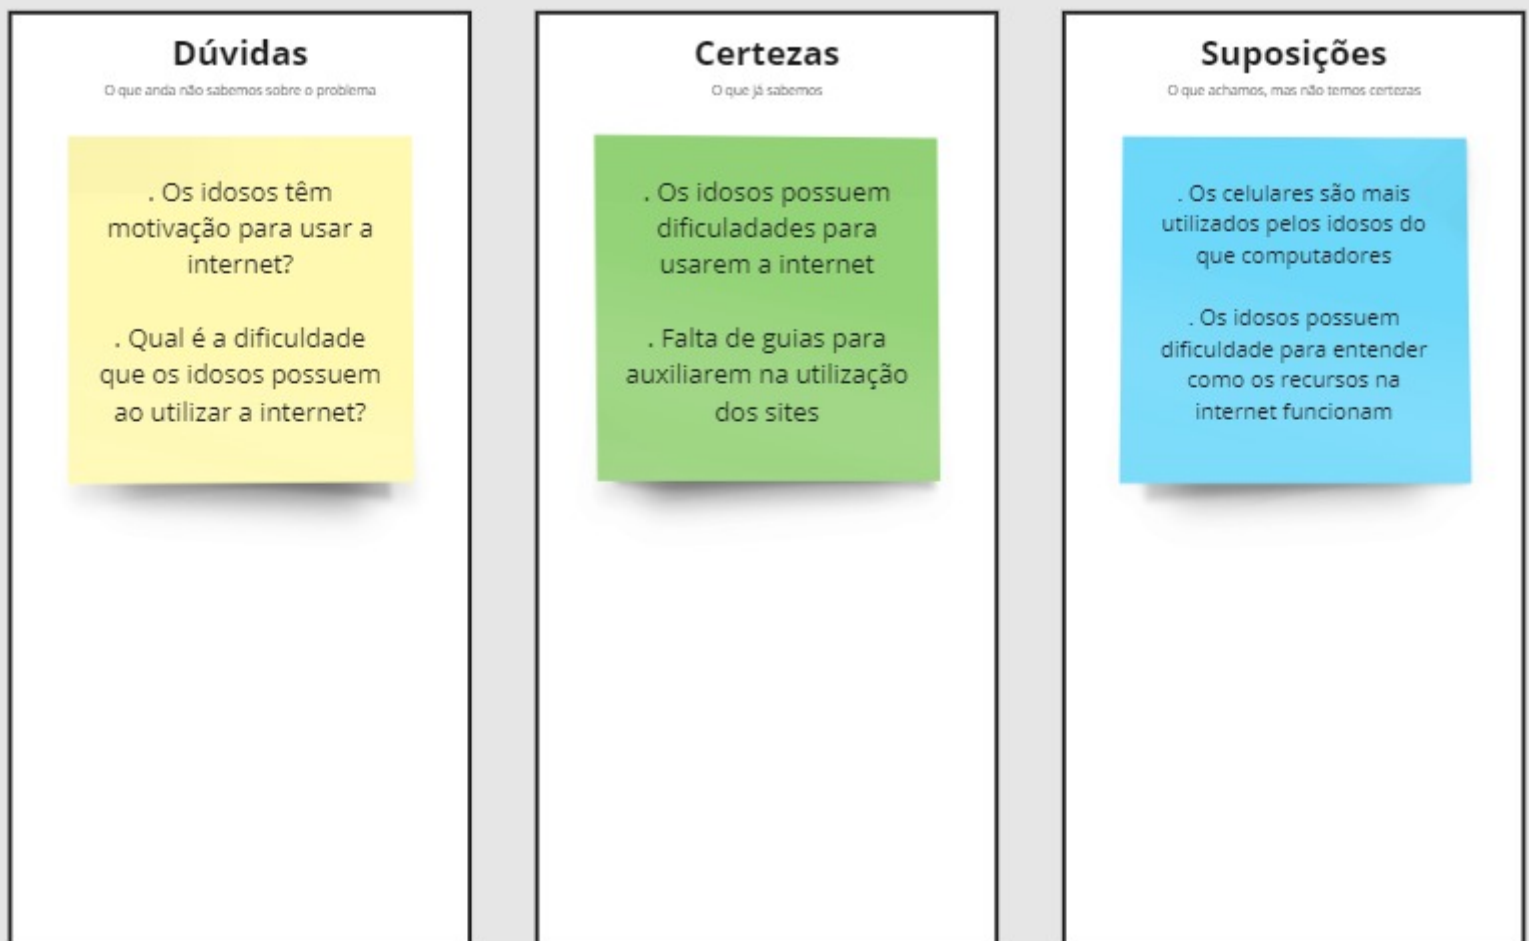 Dúvidas
O que anda não sabemos sobre o problema
. Os idosos têm
motivação para usar a
internet?
. Qual é a dificuldade
que os idosos possuem
ao utilizar a internet?
Certezas
O que já sabemos
. Os idosos possuem
dificuladades para
usarem a internet
. Falta de guias para
auxiliarem na utilização
dos sites
Suposições
O que achamos, mas não temos certezas
. Os celulares são mais
utilizados pelos idosos do
que computadores
. Os idosos possuem
dificuldade para entender
como os recursos na
internet funcionam